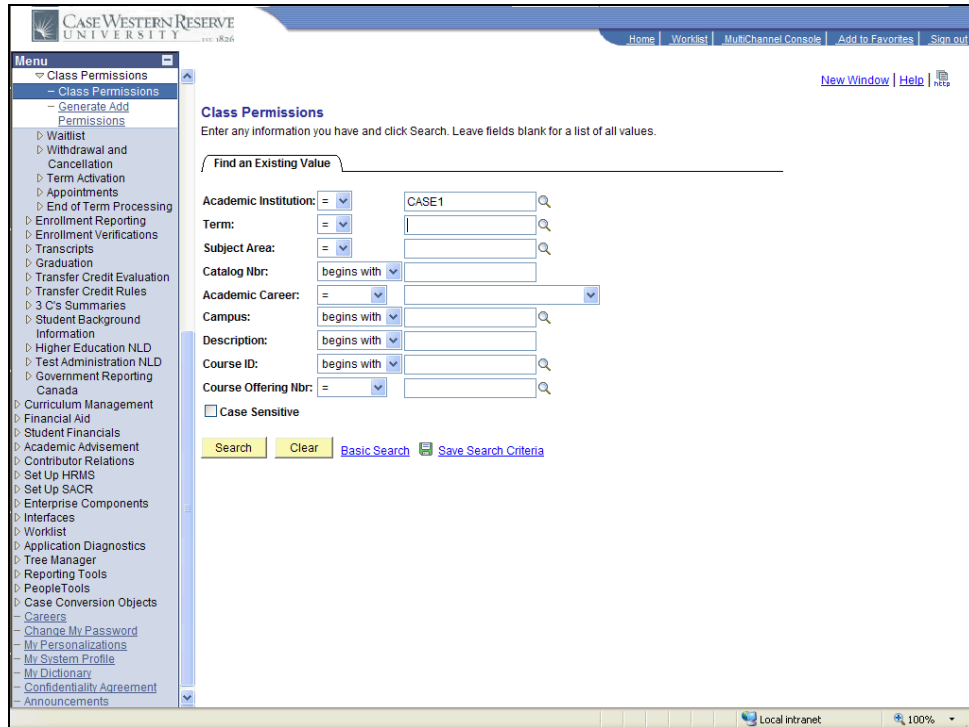 CASE WESTERN RESERVE
UNIVERSITY EST. 1826
Home Worklist MultiChannel Console Add to Favorites Sign out
Menu
Class Permissions
– Class Permissions
– Generate Add
Permissions
Waitlist
Withdrawal and
Cancellation
Term Activation
Appointments
End of Term Processing
Enrollment Reporting
Enrollment Verifications
Transcripts
Graduation
Transfer Credit Evaluation
Transfer Credit Rules
3 C's Summaries
Student Background
Information
Higher Education NLD
Test Administration NLD
Government Reporting
Canada
Curriculum Management
Financial Aid
Student Financials
Academic Advisement
Contributor Relations
Set Up HRMS
Set Up SACR
Enterprise Components
Interfaces
Worklist
Application Diagnostics
Tree Manager
Reporting Tools
PeopleTools
Case Conversion Objects
– Careers
– Change My Password
– My Personalizations
– My System Profile
– My Dictionary
– Confidentiality Agreement
– Announcements
New Window | Help | http
Class Permissions
Enter any information you have and click Search. Leave fields blank for a list of all values.
Find an Existing Value
Academic Institution: = CASE1
Term: =
Subject Area: =
Catalog Nbr: begins with
Academic Career: =
Campus: begins with
Description: begins with
Course ID: begins with
Course Offering Nbr: =
Case Sensitive
Search Clear Basic Search Save Search Criteria
Local intranet 100%